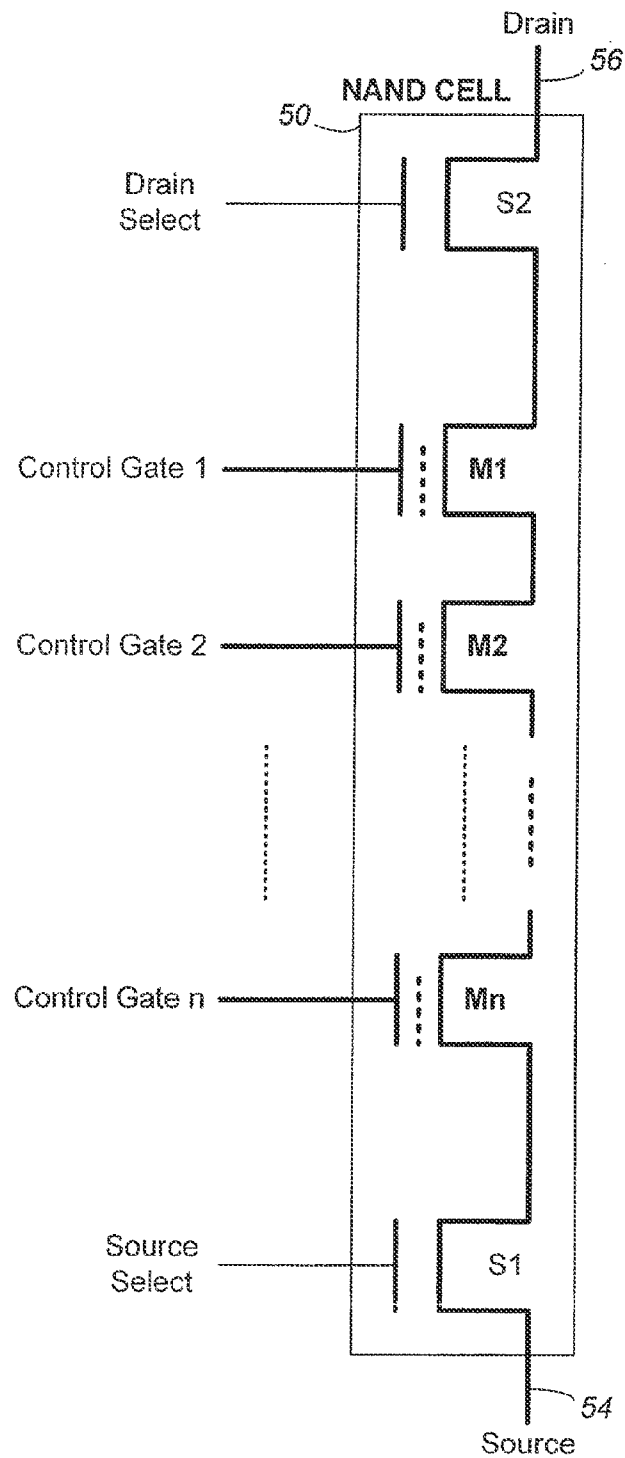 Drain
56
NAND CELL
50
Drain
Select
S2
Control Gate 1
M1
Control Gate 2
M2
Control Gate n
Mn
Source
Select
S1
54
Source